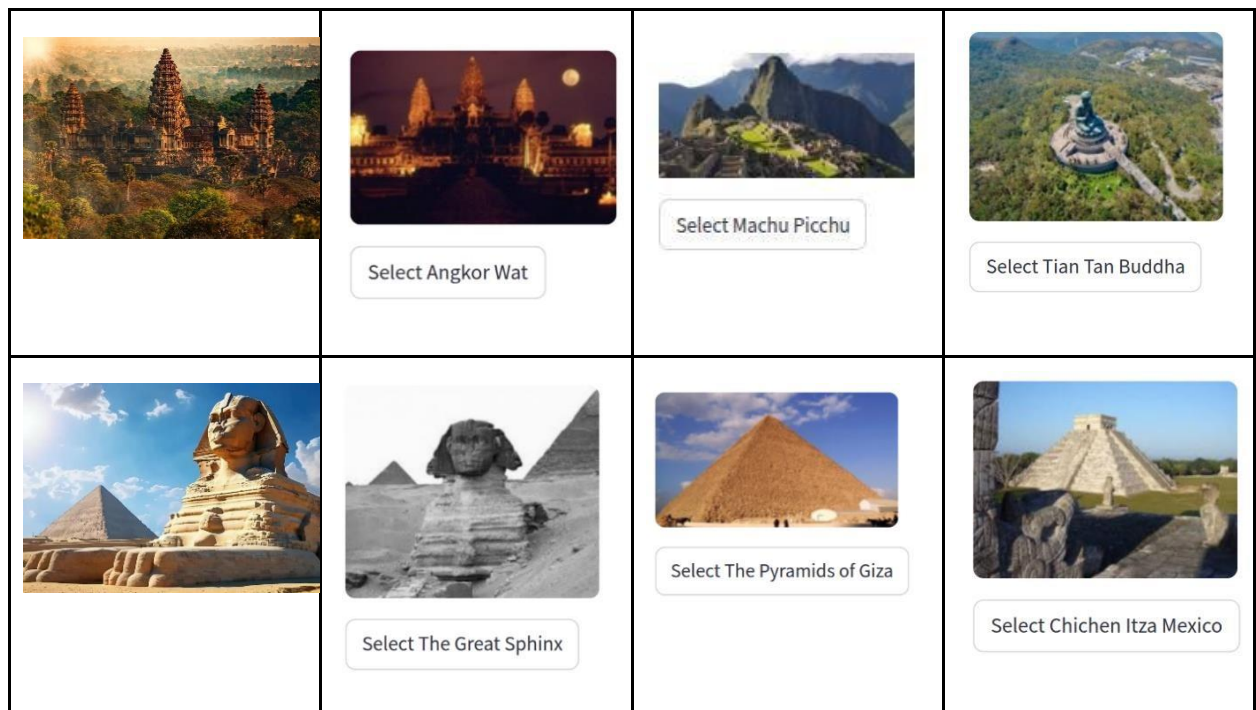 Select Angkor Wat
Select Machu Picchu
Select Tian Tan Buddha
Select The Great Sphinx
Select The Pyramids of Giza
Select Chichen Itza Mexico